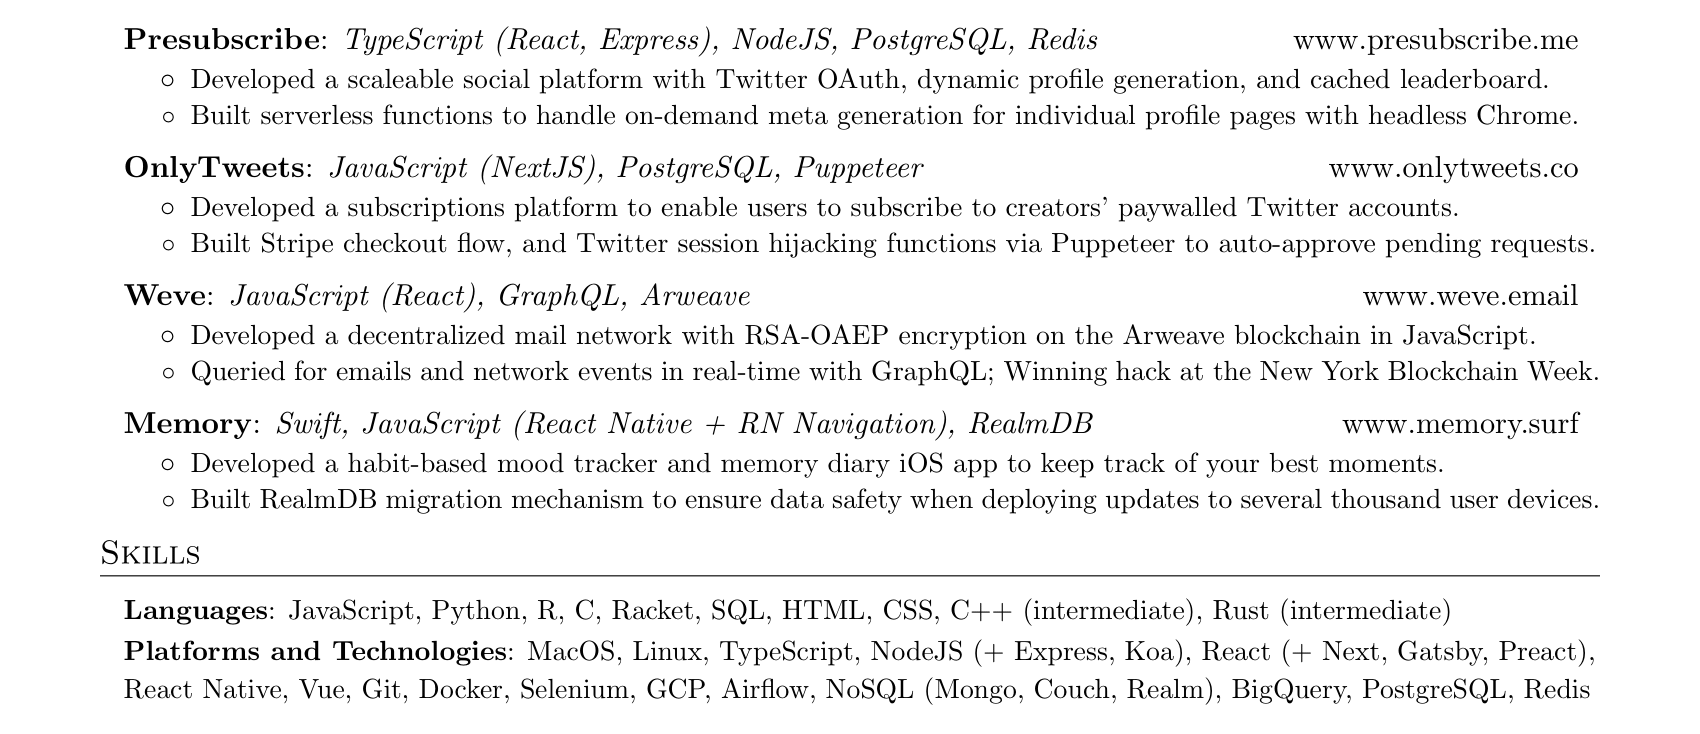 Presubscribe: TypeScript (React, Express), NodeJS, PostgreSQL, Redis www.presubscribe.me
○ Developed a scaleable social platform with Twitter OAuth, dynamic profile generation, and cached leaderboard.
○ Built serverless functions to handle on-demand meta generation for individual profile pages with headless Chrome.
OnlyTweets: JavaScript (NextJS), PostgreSQL, Puppeteer www.onlytweets.co
○ Developed a subscriptions platform to enable users to subscribe to creators' paywalled Twitter accounts.
○ Built Stripe checkout flow, and Twitter session hijacking functions via Puppeteer to auto-approve pending requests.
Weve: JavaScript (React), GraphQL, Arweave www.weve.email
○ Developed a decentralized mail network with RSA-OAEP encryption on the Arweave blockchain in JavaScript.
○ Queried for emails and network events in real-time with GraphQL; Winning hack at the New York Blockchain Week.
Memory: Swift, JavaScript (React Native + RN Navigation), RealmDB www.memory.surf
○ Developed a habit-based mood tracker and memory diary iOS app to keep track of your best moments.
○ Built RealmDB migration mechanism to ensure data safety when deploying updates to several thousand user devices.
Skills
Languages: JavaScript, Python, R, C, Racket, SQL, HTML, CSS, C++ (intermediate), Rust (intermediate)
Platforms and Technologies: MacOS, Linux, TypeScript, NodeJS (+ Express, Koa), React (+ Next, Gatsby, Preact),
React Native, Vue, Git, Docker, Selenium, GCP, Airflow, NoSQL (Mongo, Couch, Realm), BigQuery, PostgreSQL, Redis